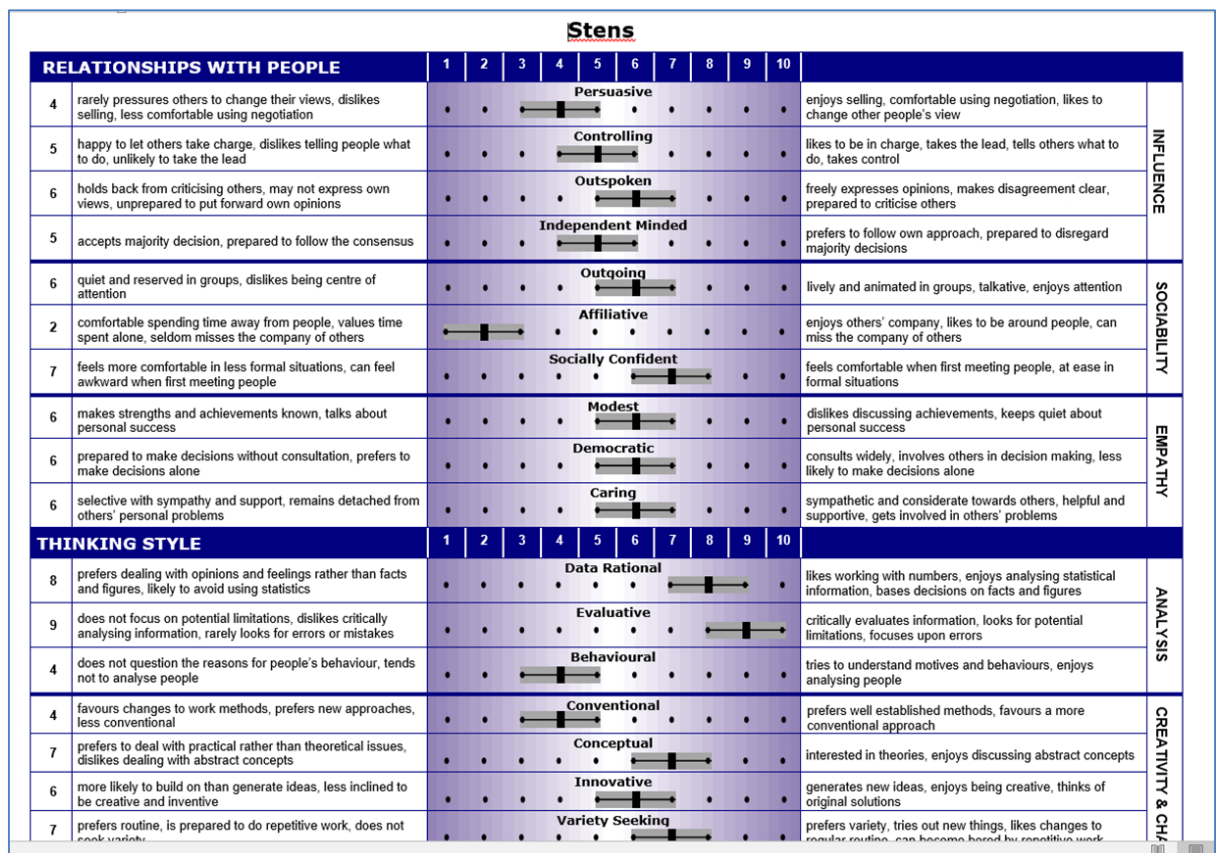 Stens
RELATIONSHIPS WITH PEOPLE 1 2 3 4 5 6 7 8 9 10
INFLUENCE
Persuasive
4 rarely pressures others to change their views, dislikes
selling, less comfortable using negotiation
enjoys selling, comfortable using negotiation, likes to
change other people's view
Controlling
5 happy to let others take charge, dislikes telling people what
to do, unlikely to take the lead
likes to be in charge, takes the lead, tells others what to
do, takes control
Outspoken
6 holds back from criticising others, may not express own
views, unprepared to put forward own opinions
freely expresses opinions, makes disagreement clear,
prepared to criticise others
Independent Minded
5 accepts majority decision, prepared to follow the consensus
prefers to follow own approach, prepared to disregard
majority decisions
SOCIABILITY
Outgoing
6 quiet and reserved in groups, dislikes being centre of
attention
lively and animated in groups, talkative, enjoys attention
Affiliative
2 comfortable spending time away from people, values time
spent alone, seldom misses the company of others
enjoys others' company, likes to be around people, can
miss the company of others
Socially Confident
7 feels more comfortable in less formal situations, can feel
awkward when first meeting people
feels comfortable when first meeting people, at ease in
formal situations
EMPATHY
Modest
6 makes strengths and achievements known, talks about
personal success
dislikes discussing achievements, keeps quiet about
personal success
Democratic
6 prepared to make decisions without consultation, prefers to
make decisions alone
consults widely, involves others in decision making, less
likely to make decisions alone
Caring
6 selective with sympathy and support, remains detached from
others' personal problems
sympathetic and considerate towards others, helpful and
supportive, gets involved in others' problems
THINKING STYLE 1 2 3 4 5 6 7 8 9 10
ANALYSIS
Data Rational
8 prefers dealing with opinions and feelings rather than facts
and figures, likely to avoid using statistics
likes working with numbers, enjoys analysing statistical
information, bases decisions on facts and figures
Evaluative
9 does not focus on potential limitations, dislikes critically
analysing information, rarely looks for errors or mistakes
critically evaluates information, looks for potential
limitations, focuses upon errors
Behavioural
4 does not question the reasons for people's behaviour, tends
not to analyse people
tries to understand motives and behaviours, enjoys
analysing people
CREATIVITY & CHA
Conventional
4 favours changes to work methods, prefers new approaches,
less conventional
prefers well established methods, favours a more
conventional approach
Conceptual
7 prefers to deal with practical rather than theoretical issues,
dislikes dealing with abstract concepts
interested in theories, enjoys discussing abstract concepts
Innovative
6 more likely to build on than generate ideas, less inclined to
be creative and inventive
generates new ideas, enjoys being creative, thinks of
original solutions
Variety Seeking
7 prefers routine, is prepared to do repetitive work, does not
seek variety
prefers variety, tries out new things, likes changes to
regular routine, can become bored by repetitive work